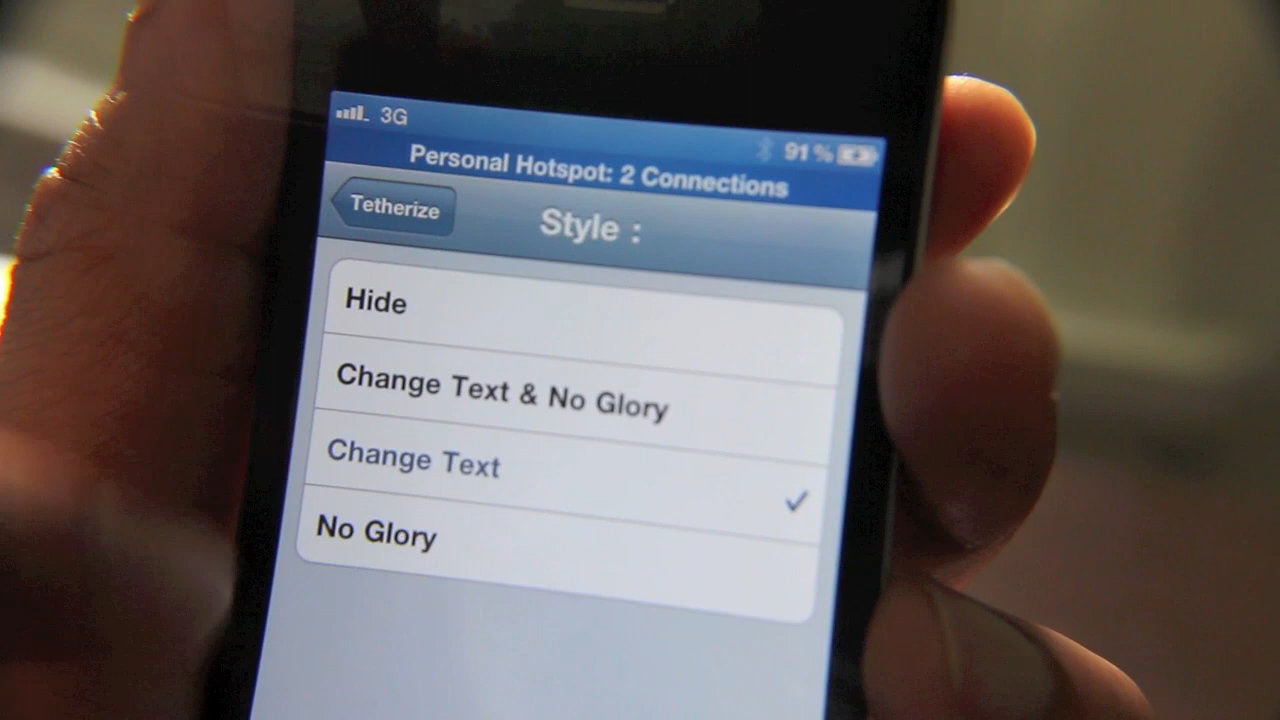 3G 91%
Personal Hotspot: 2 Connections
Tetherize
Style :
Hide
Change Text & No Glory
Change Text
No Glory